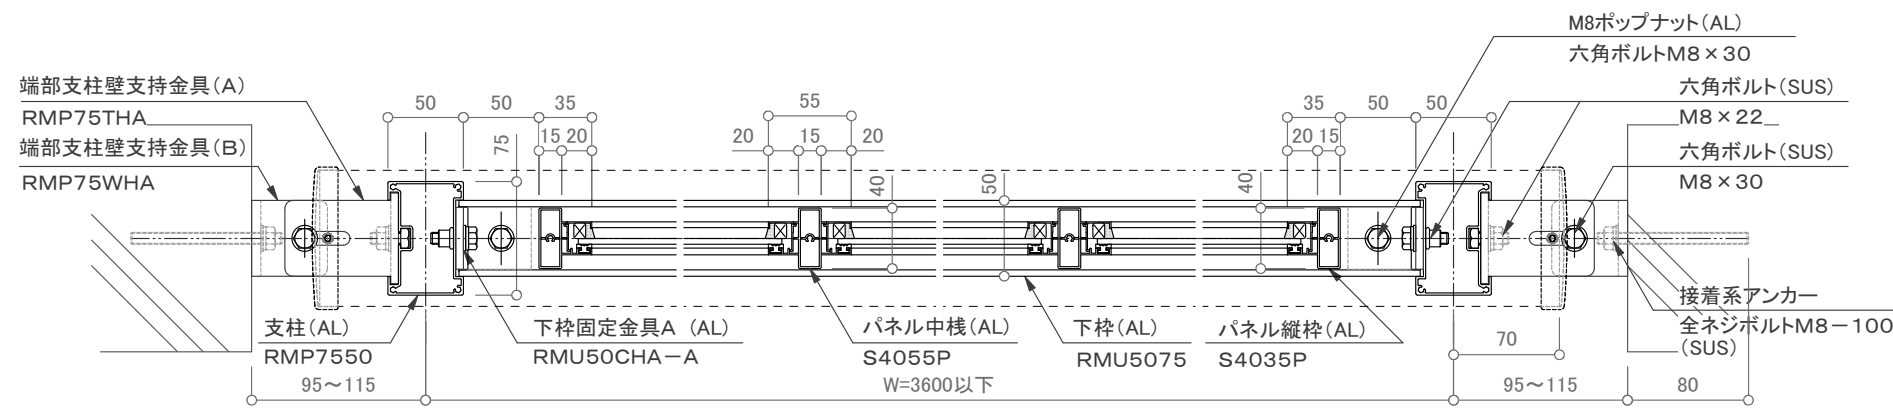 M8ポップナット(AL)
六角ボルトM8×30
端部支柱壁支持金具(A)
RMP75THA
端部支柱壁支持金具(B)
RMP75WHA
六角ボルト(SUS)
M8×22
六角ボルト(SUS)
M8×30
50
50
35
15
20
75
55
20
15
20
40
50
40
35
50
50
20
15
支柱(AL)
RMP7550
下枠固定金具A (AL)
RMU50CHA-A
パネル中桟(AL)
S4055P
下枠(AL)
RMU5075
パネル縦枠(AL)
S4035P
接着系アンカー
全ネジボルトM8-100
(SUS)
70
95~115
W=3600以下
95~115
80